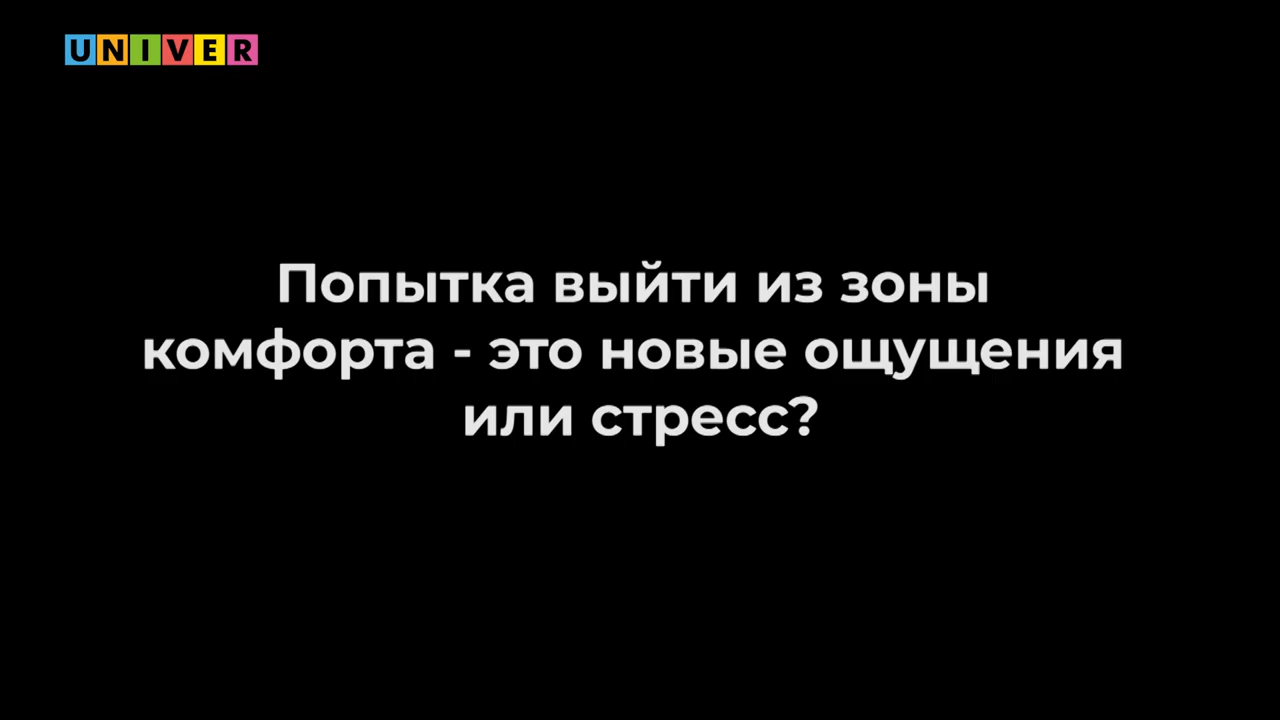 UNIVER
Попытка выйти из зоны
комфорта - это новые ощущения
или стресс?